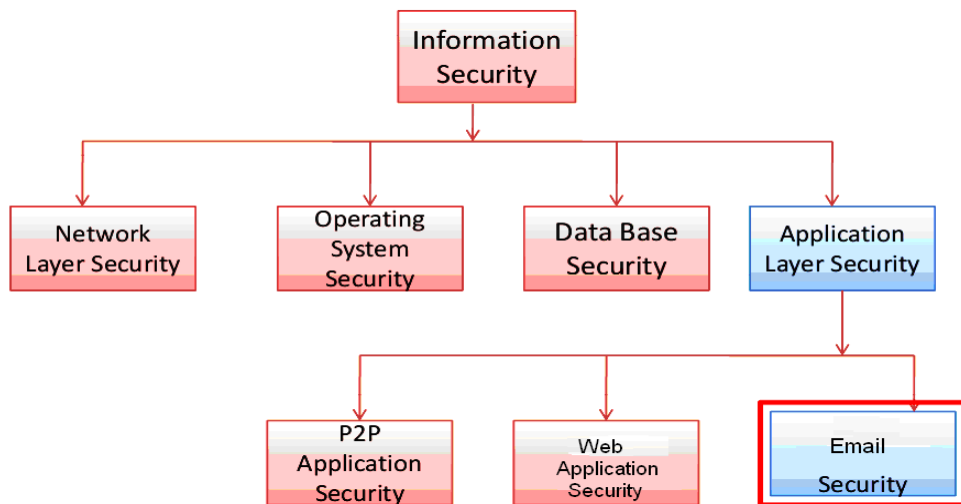 Information
Security
Network
Layer Security
Operating
System
Security
Data Base
Security
Application
Layer Security
P2P
Application
Security
Web
Application
Security
Email
Security